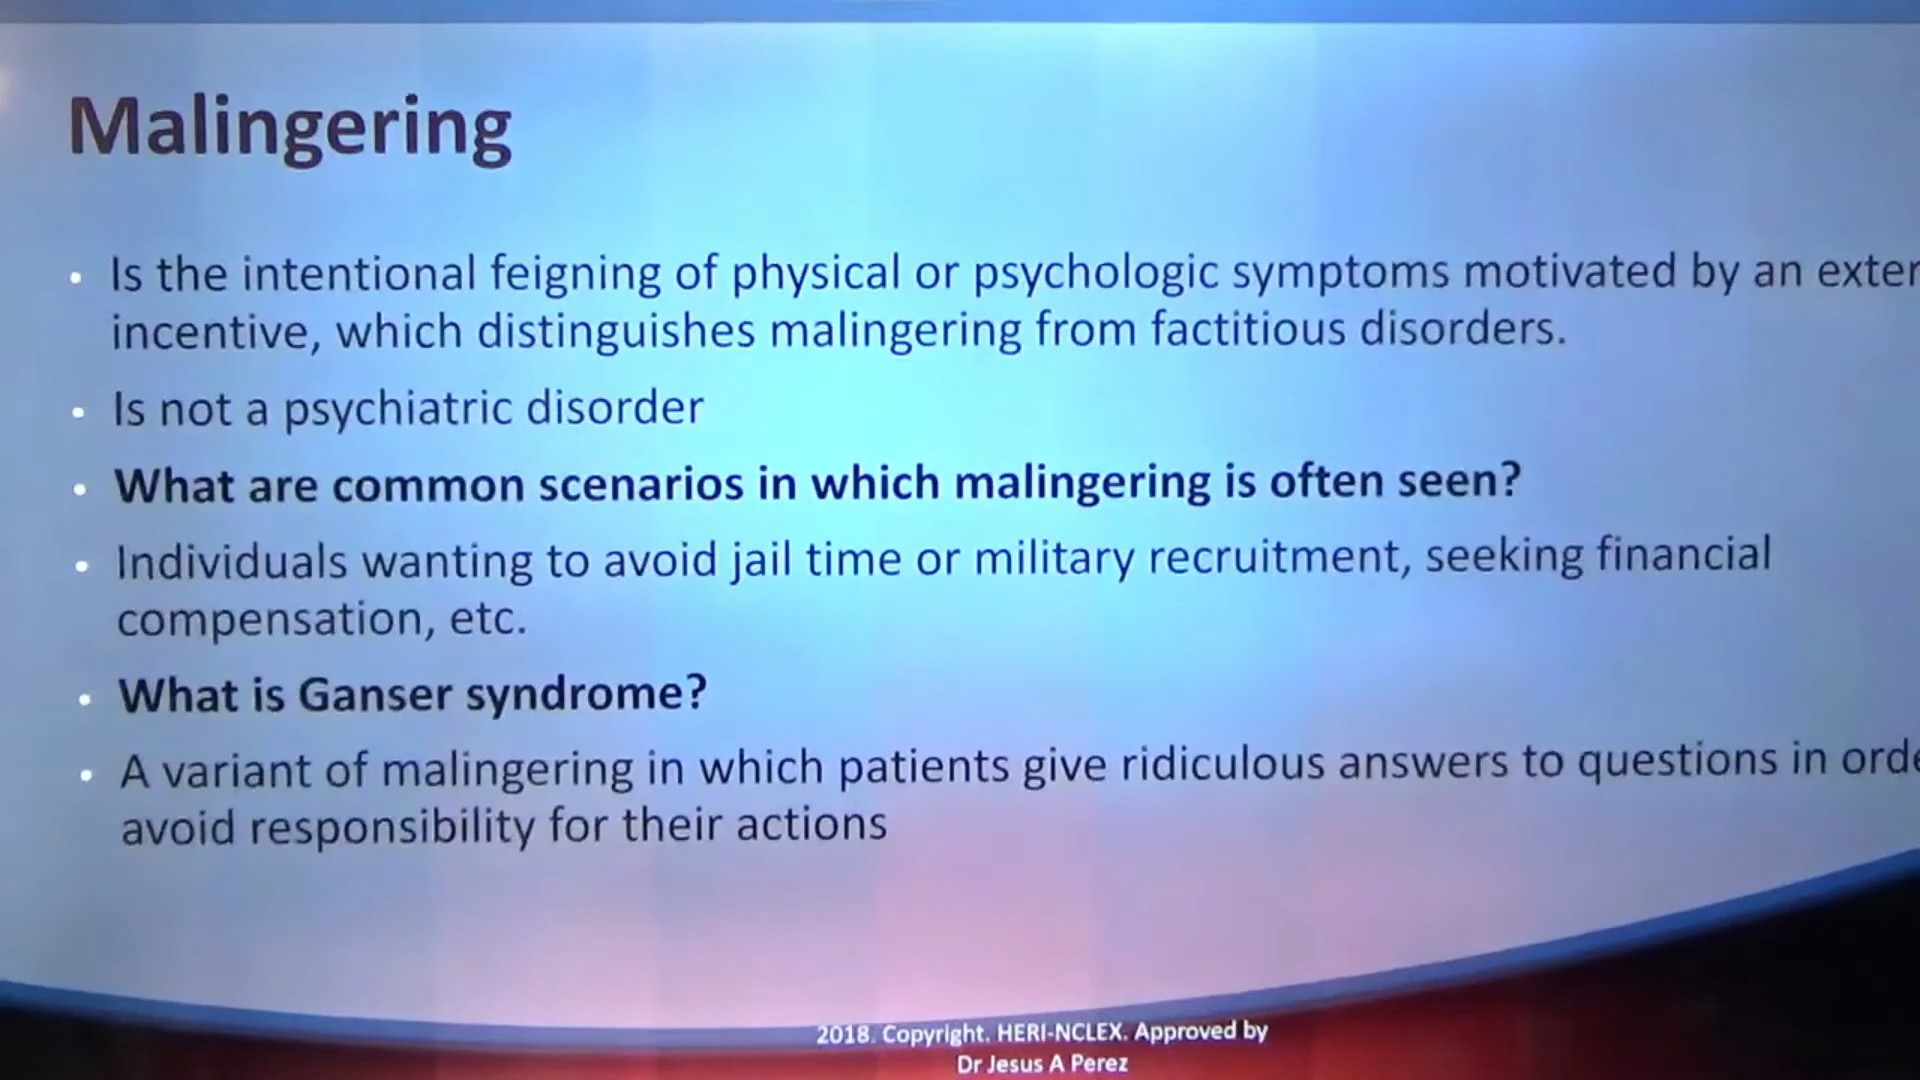 Malingering
• Is the intentional feigning of physical or psychologic symptoms motivated by an exter
incentive, which distinguishes malingering from factitious disorders.
• Is not a psychiatric disorder
• What are common scenarios in which malingering is often seen?
• Individuals wanting to avoid jail time or military recruitment, seeking financial
compensation, etc.
• What is Ganser syndrome?
• A variant of malingering in which patients give ridiculous answers to questions in orde
avoid responsibility for their actions
2018. Copyright. HERI-NCLEX. Approved by
Dr Jesus A Perez